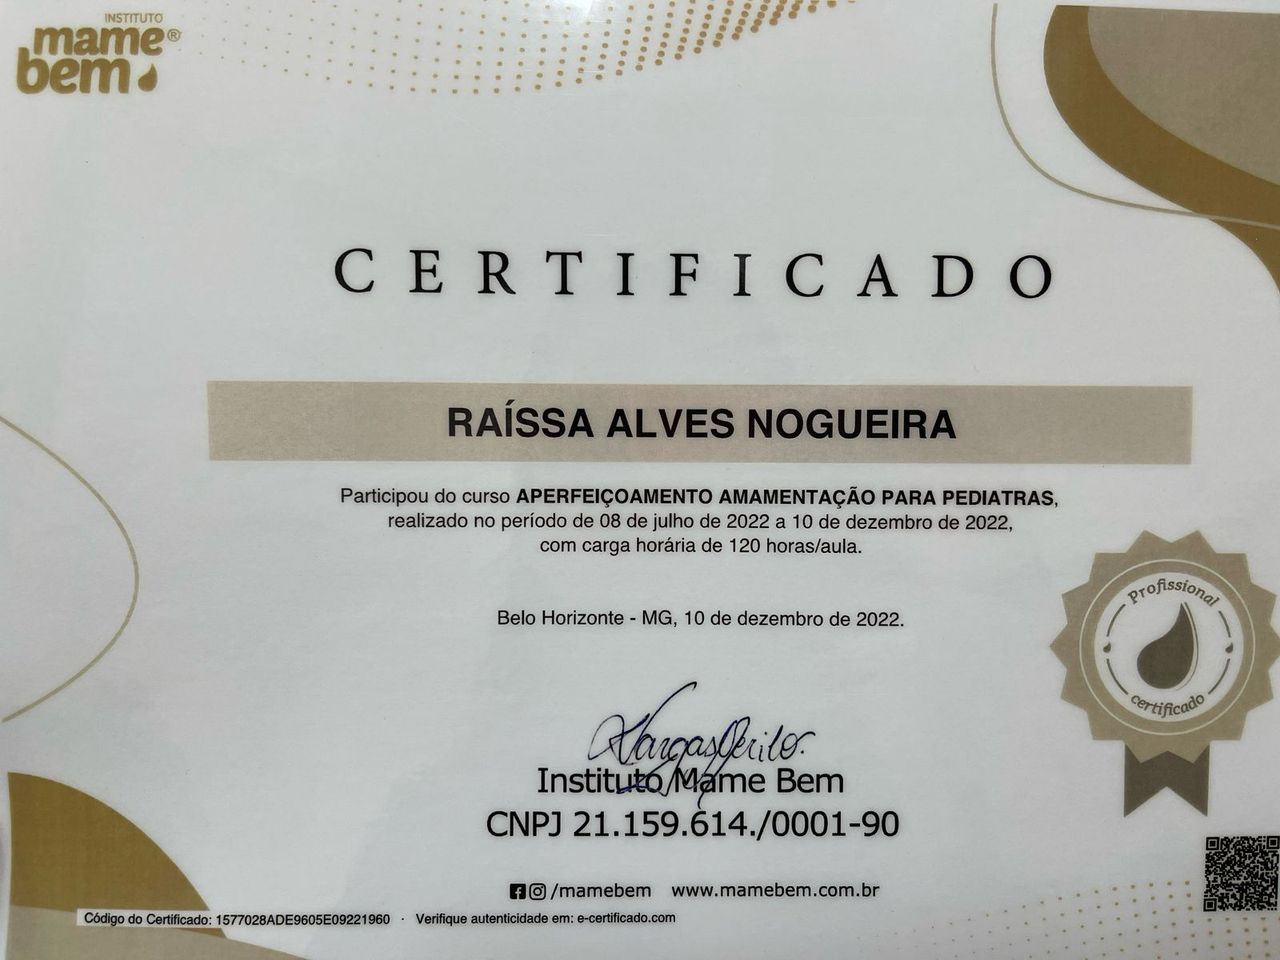 INSTITUTO
mame®
bem
CERTIFICADO
RAÍSSA ALVES NOGUEIRA
Participou do curso APERFEIÇOAMENTO AMAMENTAÇÃO PARA PEDIATRAS,
realizado no período de 08 de julho de 2022 a 10 de dezembro de 2022,
com carga horária de 120 horas/aula.
Profissional
certificado
Belo Horizonte - MG, 10 de dezembro de 2022.
Instituto Mame Bem
CNPJ 21.159.614./0001-90
/mamebem www.mamebem.com.br
Código do Certificado: 1577028ADE9605E09221960 · Verifique autenticidade em: e-certificado.com